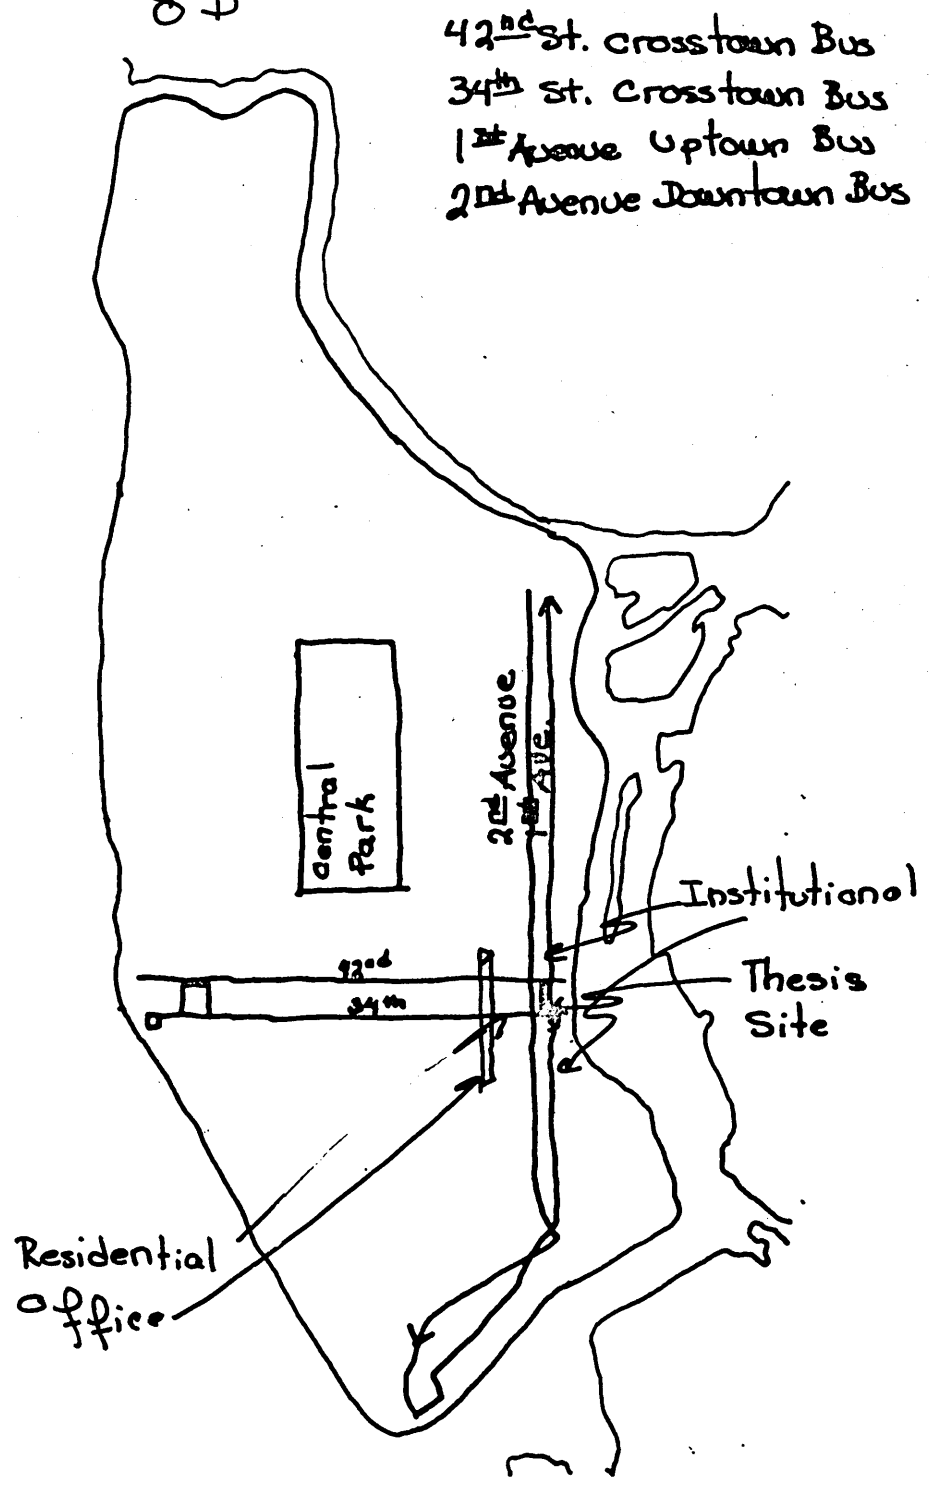 42nd St. Crosstown Bus
34th St. Crosstown Bus
1st Avenue Uptown Bus
2nd Avenue Downtown Bus
2nd Avenue
1st Ave.
Central
Park
Institutional
42nd
34th
Thesis
Site
Residential
Office